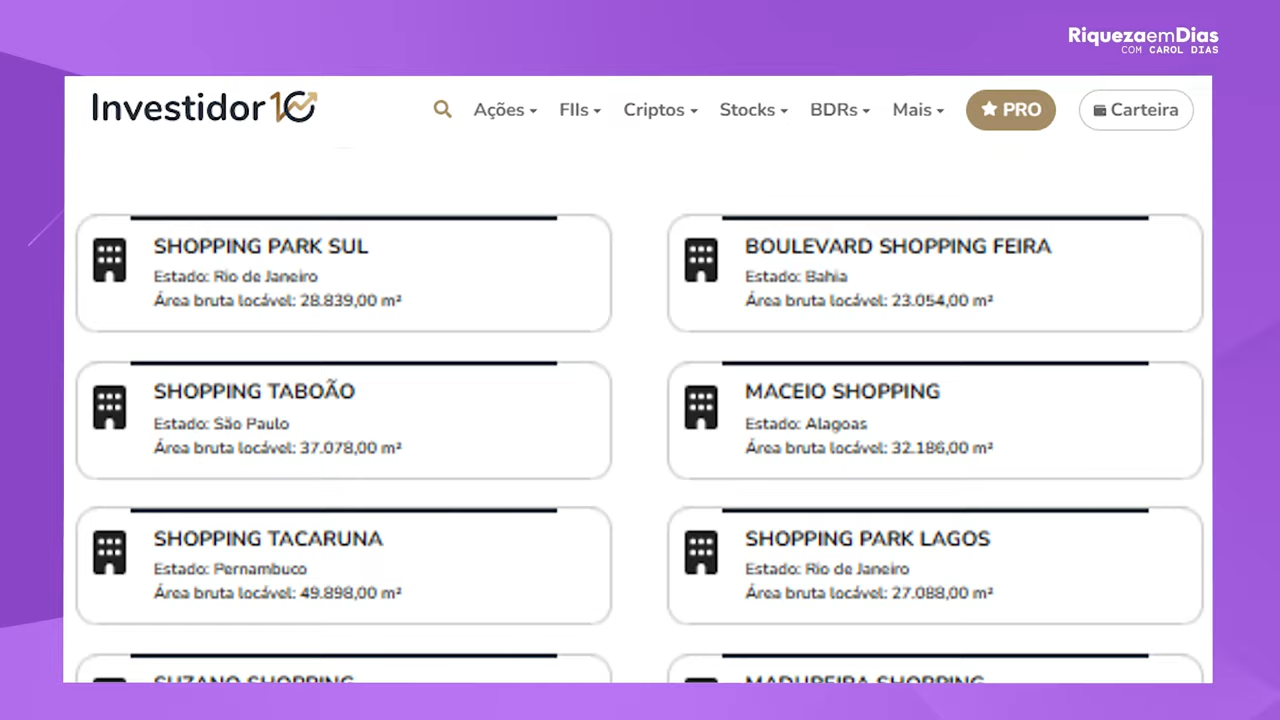 RiquezaemDias
COM CAROL DIAS
Investidor10
Ações
FIIs
Criptos
Stocks
BDRs
Mais
PRO
Carteira
SHOPPING PARK SUL
Estado: Rio de Janeiro
Área bruta locável: 28.839,00 m²
BOULEVARD SHOPPING FEIRA
Estado: Bahia
Área bruta locável: 23.054,00 m²
SHOPPING TABOÃO
Estado: São Paulo
Área bruta locável: 37.078,00 m²
MACEIO SHOPPING
Estado: Alagoas
Área bruta locável: 32.186,00 m²
SHOPPING TACARUNA
Estado: Pernambuco
Área bruta locável: 49.898,00 m²
SHOPPING PARK LAGOS
Estado: Rio de Janeiro
Área bruta locável: 27.088,00 m²
SUZANO SHOPPING
MADUREIRA SHOPPING